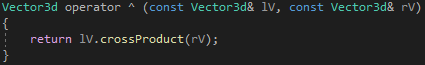 Vector3d operator ^ (const Vector3d& lV, const Vector3d& rV)
{
    return lV.crossProduct(rV);
}